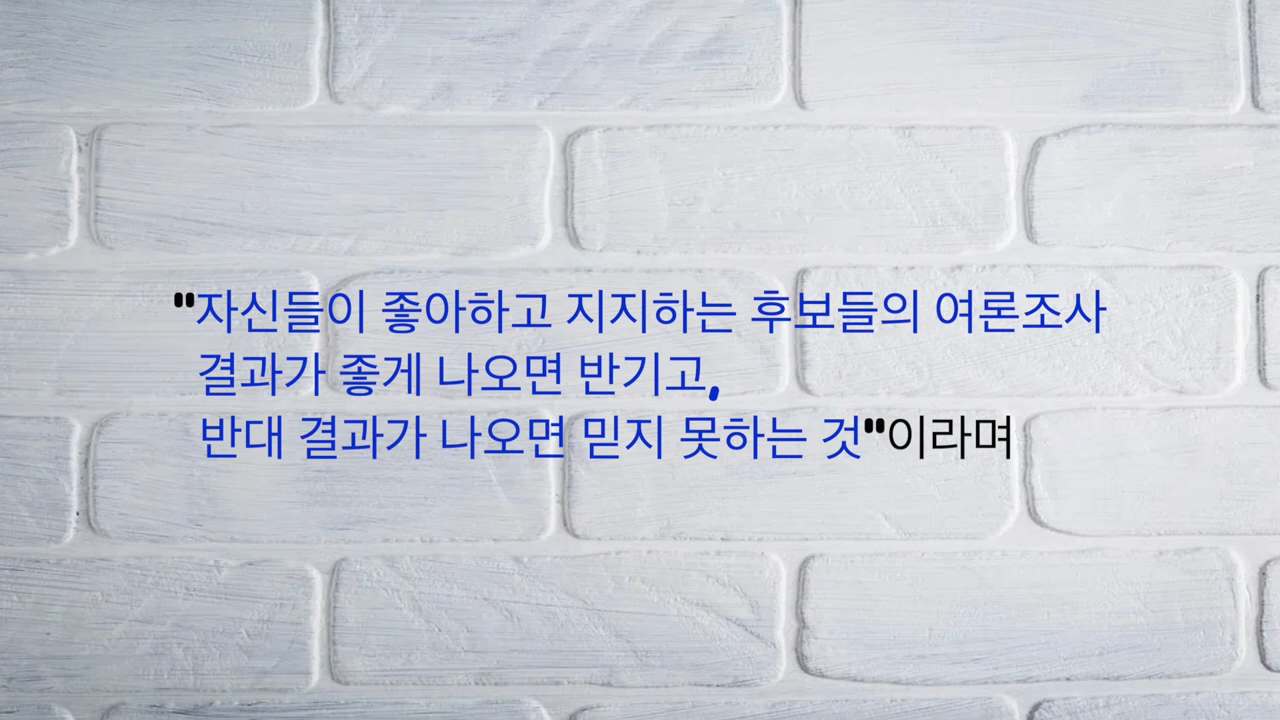 "자신들이 좋아하고 지지하는 후보들의 여론조사
결과가 좋게 나오면 반기고,
반대 결과가 나오면 믿지 못하는 것"이라며